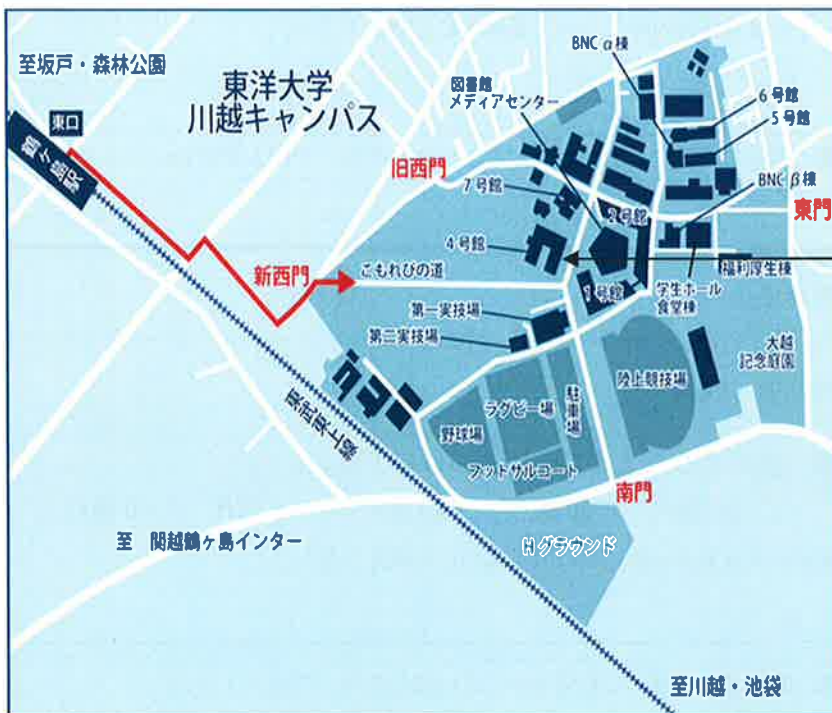 至坂戸・森林公園
東洋大学
川越キャンパス
東口
鶴ヶ島駅
BNC α棟
図書館
メディアセンター
6号館
5号館
旧西門
7号館
BNC β棟
東門
2号館
4号館
新西門
こもれびの道
福利厚生棟
1号館
学生ホール
食堂棟
第一実技場
第二実技場
大越
記念庭園
陸上競技場
東武東上線
ラグビー場
駐車場
野球場
フットサルコート
南門
至 関越鶴ヶ島インター
Hグラウンド
至川越・池袋